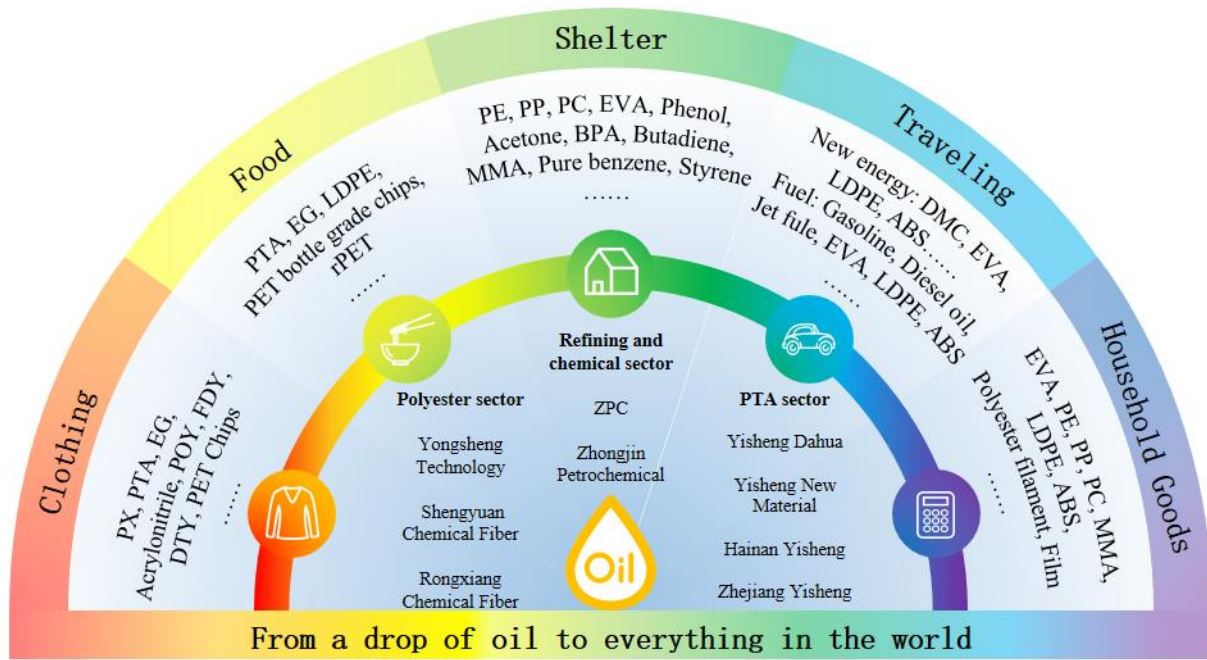 Clothing
PX, PTA, EG,
Acrylonitrile, POY, FDY,
DTY, PET Chips
......
Food
PTA, EG, LDPE,
PET bottle grade chips,
rPET
......
Shelter
PE, PP, PC, EVA, Phenol,
Acetone, BPA, Butadiene,
MMA, Pure benzene, Styrene
......
Traveling
New energy: DMC, EVA,
LDPE, ABS......
Fuel: Gasoline, Diesel oil,
Jet fule, EVA, LDPE, ABS
......
Household Goods
EVA, PE, PP, PC, MMA,
LDPE, ABS,
Polyester filament, Film
......
Polyester sector
Yongsheng
Technology
Shengyuan
Chemical Fiber
Rongxiang
Chemical Fiber
Refining and
chemical sector
ZPC
Zhongjin
Petrochemical
Oil
PTA sector
Yisheng Dahua
Yisheng New
Material
Hainan Yisheng
Zhejiang Yisheng
From a drop of oil to everything in the world